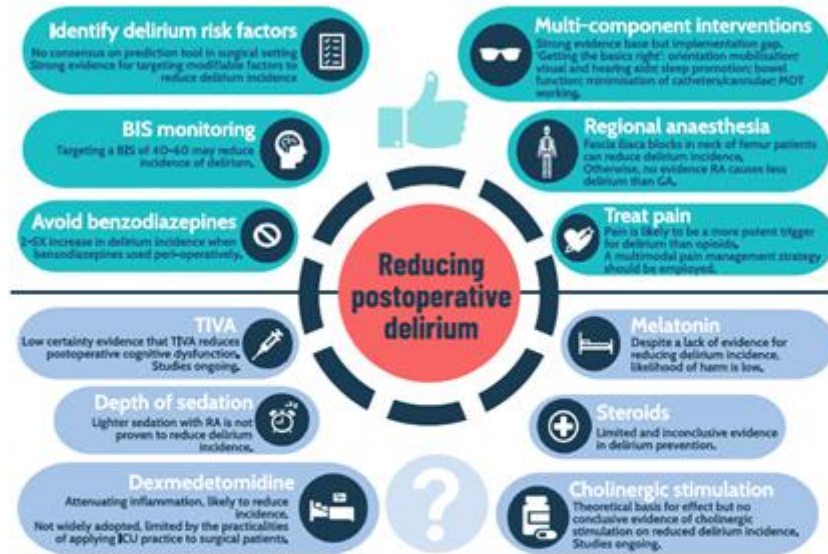 Identify delirium risk factors
No consensus on prediction tool in surgical setting
Strong evidence for targeting modifiable factors to
reduce delirium incidence
BIS monitoring
Targeting a BIS of 40-60 may reduce
incidence of delirium.
Avoid benzodiazepines
2-5X increase in delirium incidence when
benzodiazepines used peri-operatively.
Multi-component interventions
Strong evidence base but implementation gap.
'Getting the basics right': orientation mobilisation;
visual and hearing aids; sleep promotion; bowel
function; minimisation of catheters/cannulae; MDT
working.
Regional anaesthesia
Fascia iliaca blocks in neck of femur patients
can reduce delirium incidence.
Otherwise, no evidence RA causes less
delirium than GA.
Treat pain
Pain is likely to be a more potent trigger
for delirium than opioids.
A multimodal pain management strategy
should be employed.
Reducing
postoperative
delirium
TIVA
Low certainty evidence that TIVA reduces
postoperative cognitive dysfunction.
Studies ongoing.
Depth of sedation
Lighter sedation with RA is not
proven to reduce delirium
incidence.
Dexmedetomidine
Attenuating inflammation, likely to reduce
incidence.
Not widely adopted, limited by the practicalities
of applying ICU practice to surgical patients.
Melatonin
Despite a lack of evidence for
reducing delirium incidence,
likelihood of harm is low.
Steroids
Limited and inconclusive evidence
in delirium prevention.
Cholinergic stimulation
Theoretical basis for effect but no
conclusive evidence of cholinergic
stimulation on reduced delirium incidence.
Studies ongoing.
?